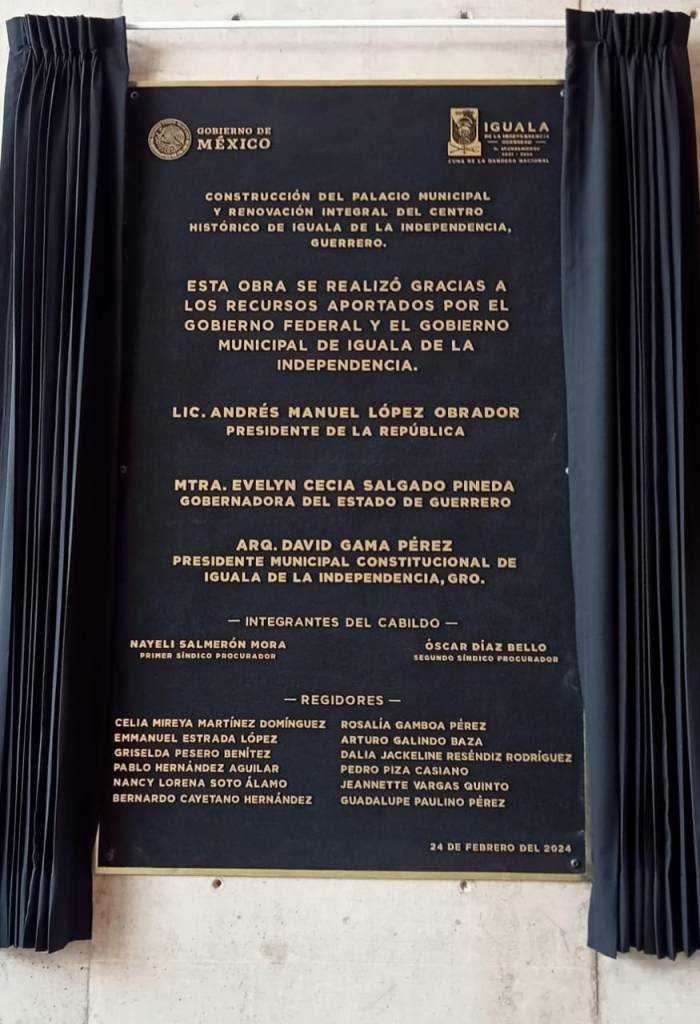 GOBIERNO DE
MÉXICO
IGUALA
DE LA INDEPENDENCIA
GUERRERO
H. AYUNTAMIENTO
2021 - 2024
CUNA DE LA BANDERA NACIONAL
CONSTRUCCIÓN DEL PALACIO MUNICIPAL
Y RENOVACIÓN INTEGRAL DEL CENTRO
HISTÓRICO DE IGUALA DE LA INDEPENDENCIA,
GUERRERO.
ESTA OBRA SE REALIZÓ GRACIAS A
LOS RECURSOS APORTADOS POR EL
GOBIERNO FEDERAL Y EL GOBIERNO
MUNICIPAL DE IGUALA DE LA
INDEPENDENCIA.
LIC. ANDRÉS MANUEL LÓPEZ OBRADOR
PRESIDENTE DE LA REPÚBLICA
MTRA. EVELYN CECIA SALGADO PINEDA
GOBERNADORA DEL ESTADO DE GUERRERO
ARQ. DAVID GAMA PÉREZ
PRESIDENTE MUNICIPAL CONSTITUCIONAL DE
IGUALA DE LA INDEPENDENCIA, GRO.
— INTEGRANTES DEL CABILDO —
NAYELI SALMERÓN MORA
PRIMER SÍNDICO PROCURADOR
ÓSCAR DÍAZ BELLO
SEGUNDO SÍNDICO PROCURADOR
— REGIDORES —
CELIA MIREYA MARTÍNEZ DOMÍNGUEZ
EMMANUEL ESTRADA LÓPEZ
GRISELDA PESERO BENÍTEZ
PABLO HERNÁNDEZ AGUILAR
NANCY LORENA SOTO ÁLAMO
BERNARDO CAYETANO HERNÁNDEZ
ROSALÍA GAMBOA PÉREZ
ARTURO GALINDO BAZA
DALIA JACKELINE RESÉNDIZ RODRÍGUEZ
PEDRO PIZA CASIANO
JEANNETTE VARGAS QUINTO
GUADALUPE PAULINO PÉREZ
24 DE FEBRERO DEL 2024